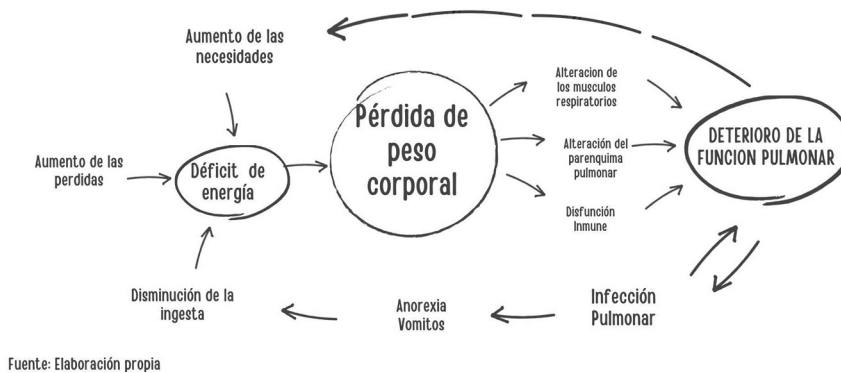 Aumento de las
necesidades
Aumento de las
perdidas
Déficit de
energía
Disminución de la
ingesta
Pérdida de
peso
corporal
Alteracion de
los musculos
respiratorios
Alteración del
parenquima
pulmonar
Disfunción
Inmune
DETERIORO DE LA
FUNCION PULMONAR
Infección
Pulmonar
Anorexia
Vomitos
Fuente: Elaboración propia